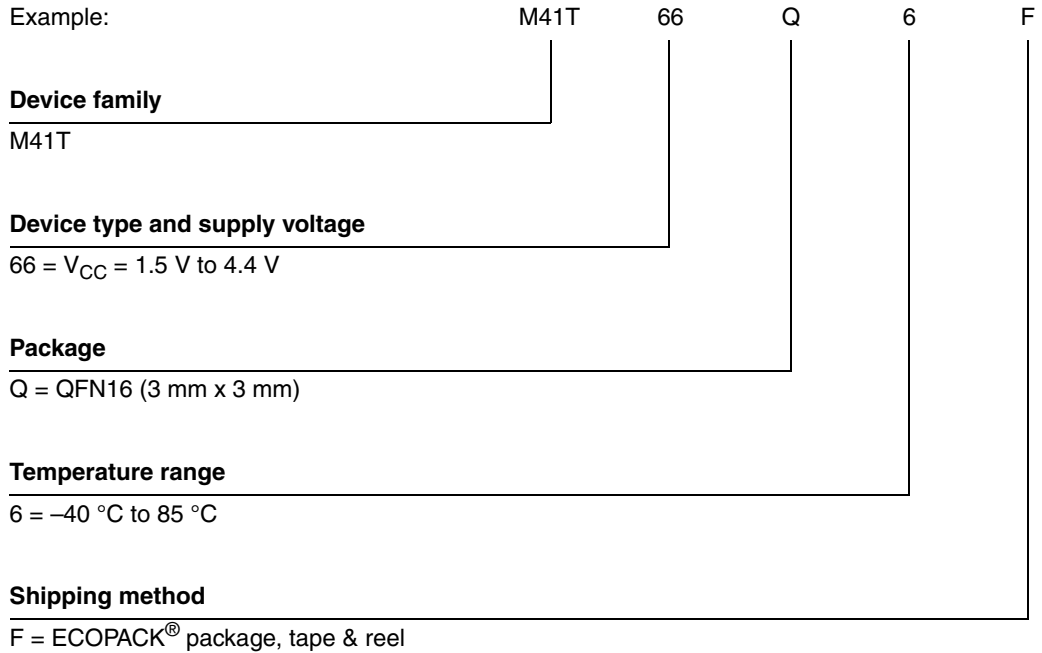 Example: M41T 66 Q 6 F
Device family
M41T
Device type and supply voltage
66 = VCC = 1.5 V to 4.4 V
Package
Q = QFN16 (3 mm x 3 mm)
Temperature range
6 = –40 °C to 85 °C
Shipping method
F = ECOPACK® package, tape & reel